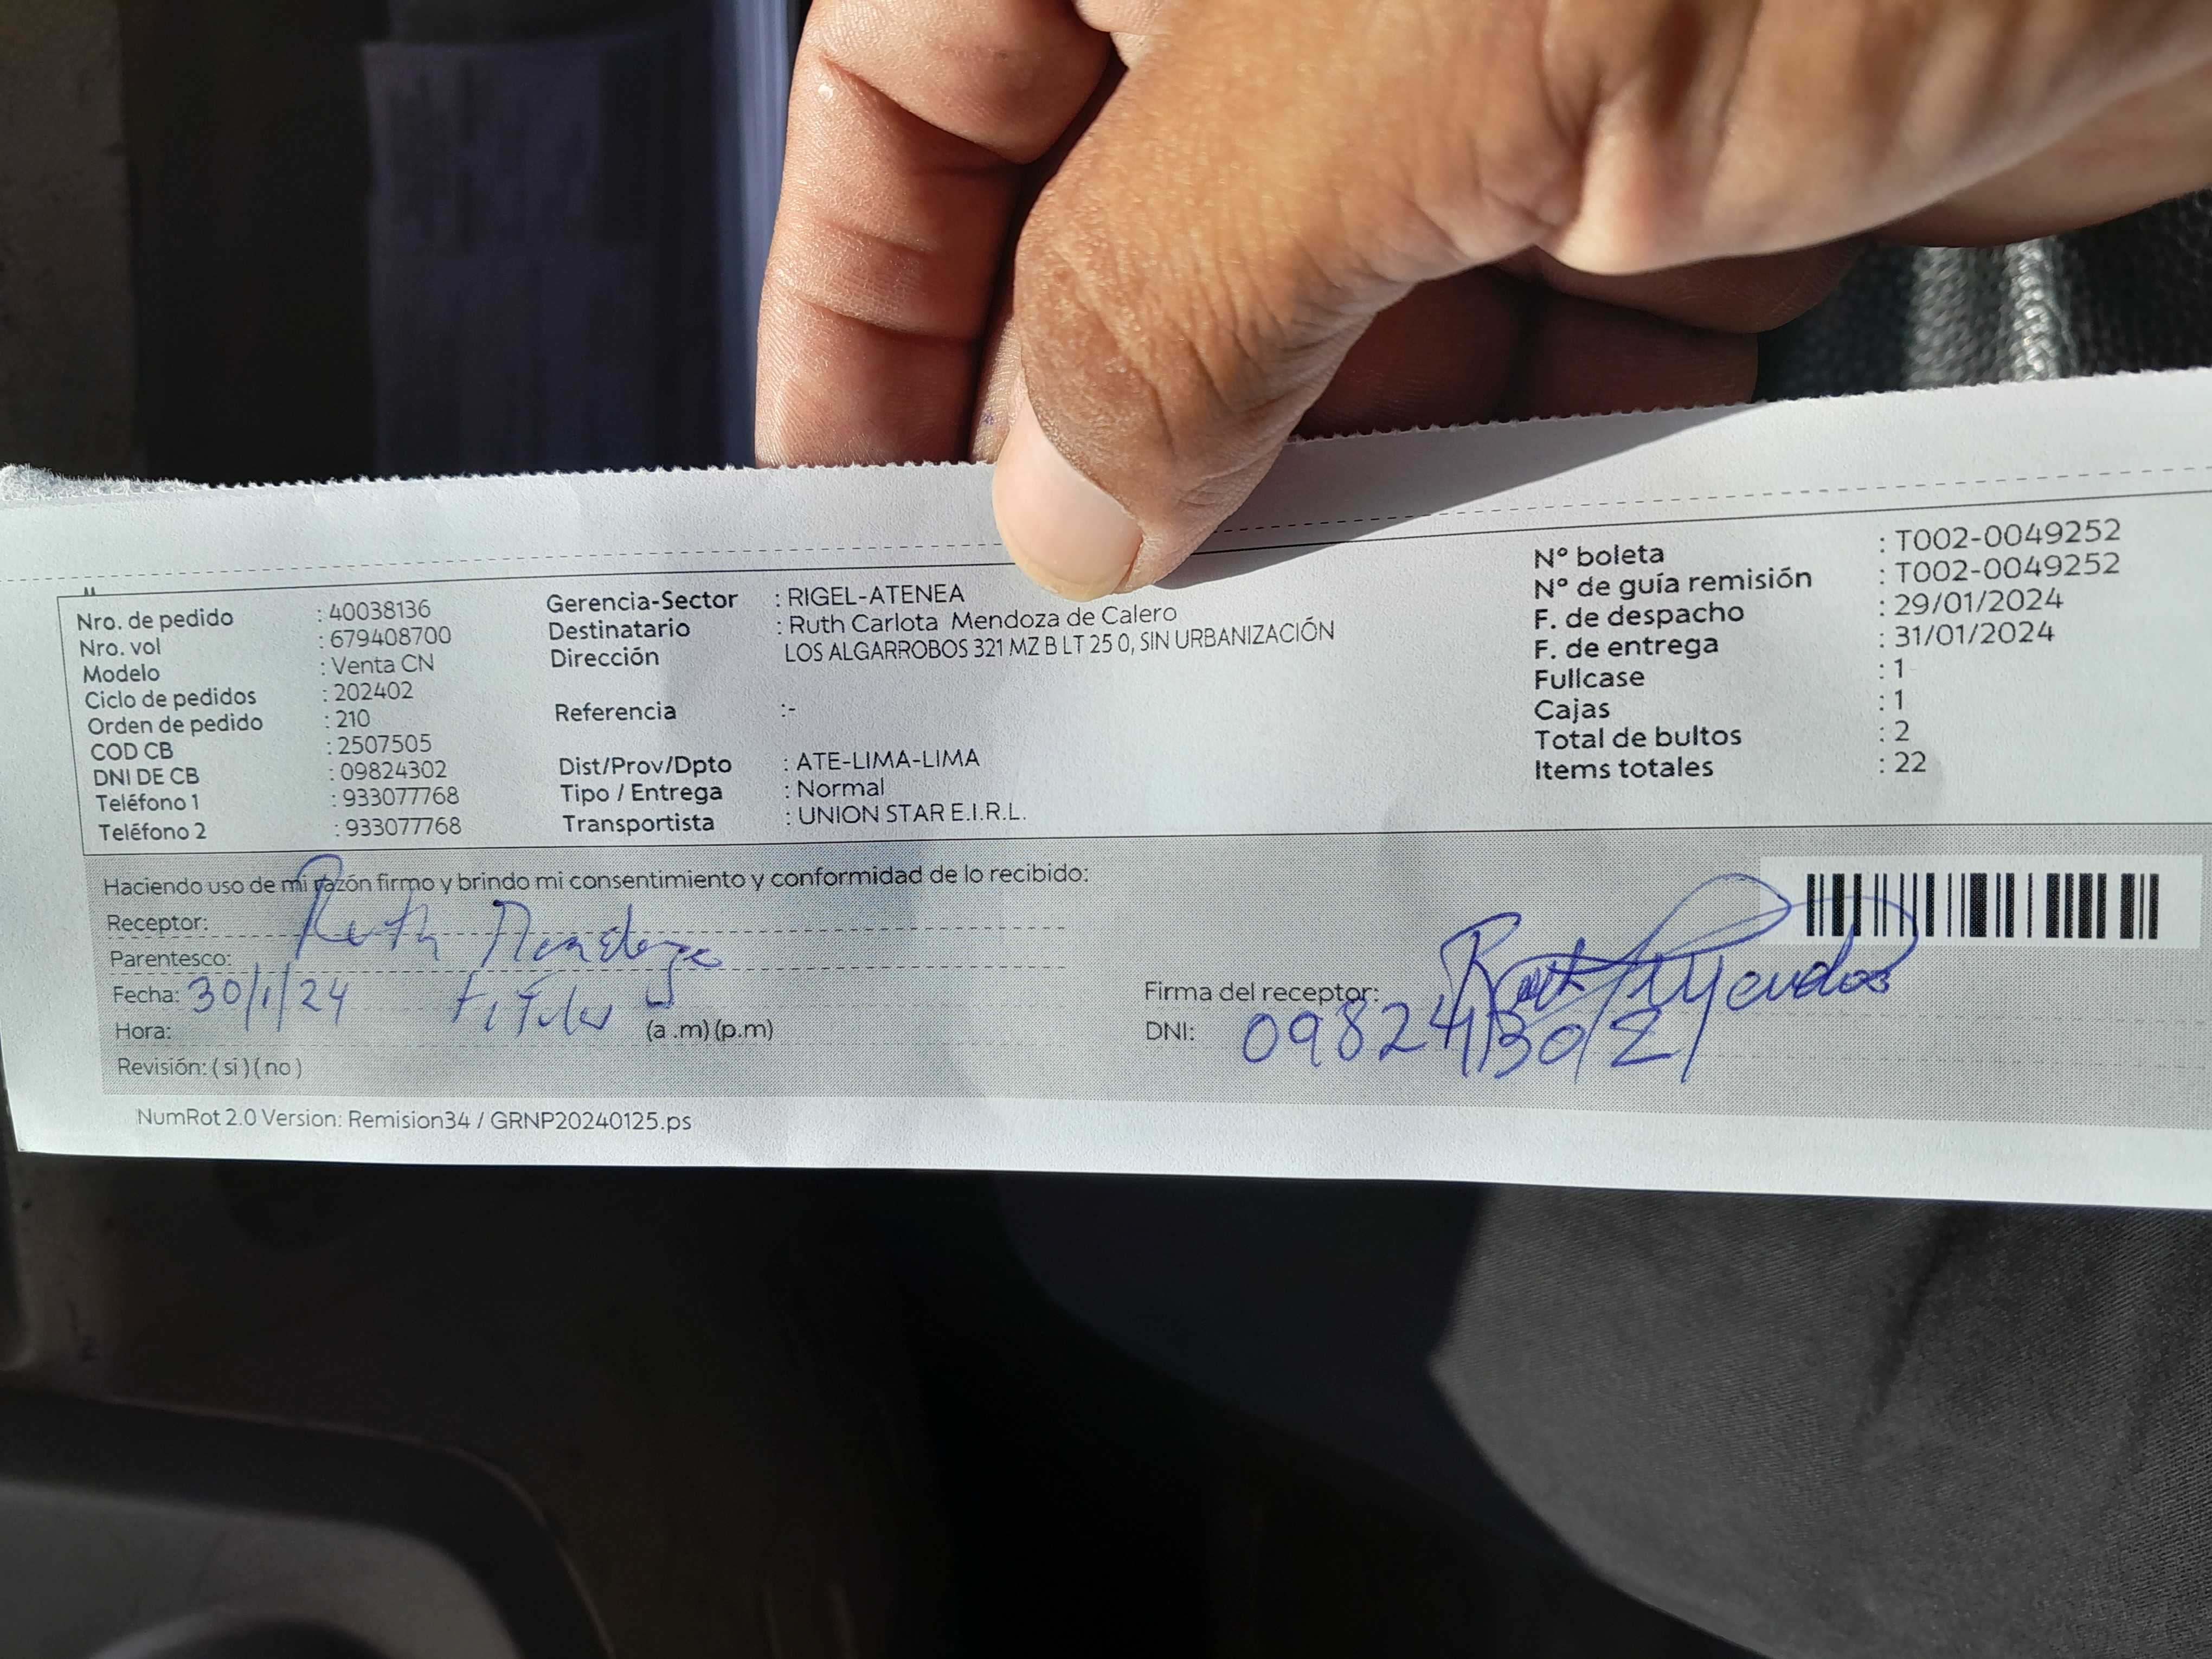 Nro. de pedido : 40038136
Nro. vol : 679408700
Modelo : Venta CN
Ciclo de pedidos : 202402
Orden de pedido : 210
COD CB : 2507505
DNI DE CB : 09824302
Teléfono 1 : 933077768
Teléfono 2 : 933077768
Gerencia-Sector : RIGEL-ATENEA
Destinatario : Ruth Carlota Mendoza de Calero
Dirección LOS ALGARROBOS 321 MZ B LT 25 0, SIN URBANIZACIÓN
Referencia :-
Dist/Prov/Dpto : ATE-LIMA-LIMA
Tipo / Entrega : Normal
Transportista : UNION STAR E.I.R.L.
N° boleta : T002-0049252
N° de guía remisión : T002-0049252
F. de despacho : 29/01/2024
F. de entrega : 31/01/2024
Fullcase : 1
Cajas : 1
Total de bultos : 2
Items totales : 22
Haciendo uso de mi razón firmo y brindo mi consentimiento y conformidad de lo recibido:
Receptor: Ruth Mendoza
Parentesco:
Fecha: 30/1/24 titular
Hora: (a .m) (p.m)
Revisión: ( si ) ( no )
Firma del receptor: Ruth Mendoza
DNI: 09824302
NumRot 2.0 Version: Remision34 / GRNP20240125.ps